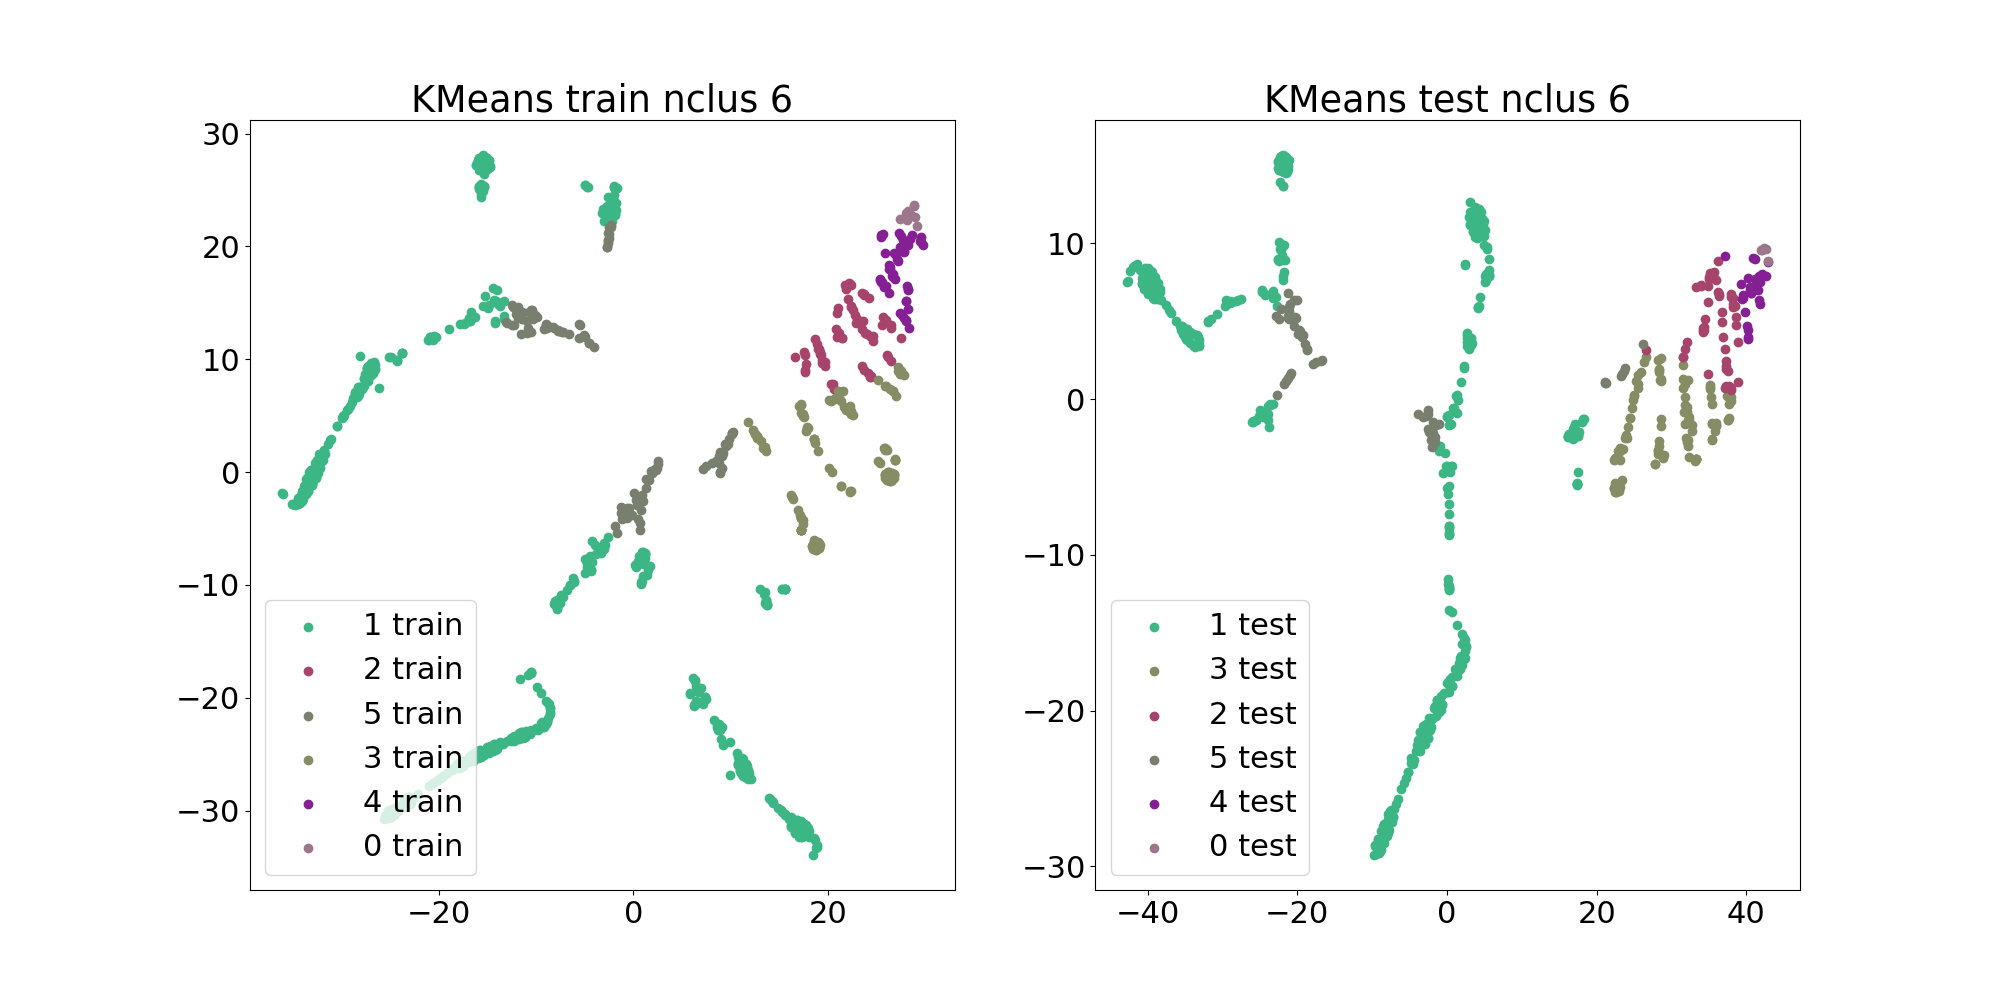 KMeans train nclus 6
30
20
10
0
−10
−20
−30
−20
0
20
1 train
2 train
5 train
3 train
4 train
0 train
KMeans test nclus 6
10
0
−10
−20
−30
−40
−20
0
20
40
1 test
3 test
2 test
5 test
4 test
0 test